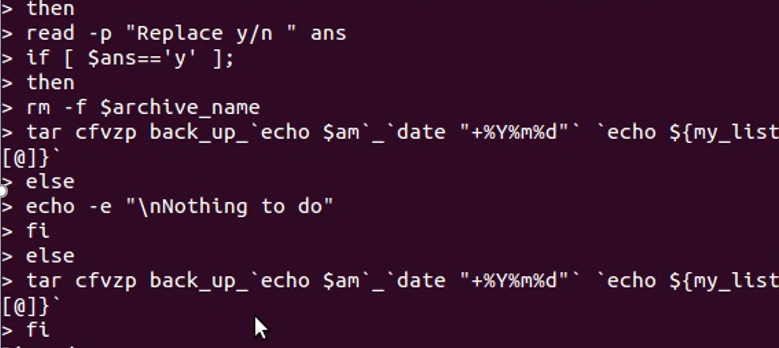 > then
> read -p "Replace y/n " ans
> if [ $ans=='y' ];
> then
> rm -f $archive_name
> tar cfvzp back_up_`echo $am`_`date "+%Y%m%d"` `echo ${my_list
[@]}`
> else
> echo -e "\nNothing to do"
> fi
> else
> tar cfvzp back_up_`echo $am`_`date "+%Y%m%d"` `echo ${my_list
[@]}`
> fi